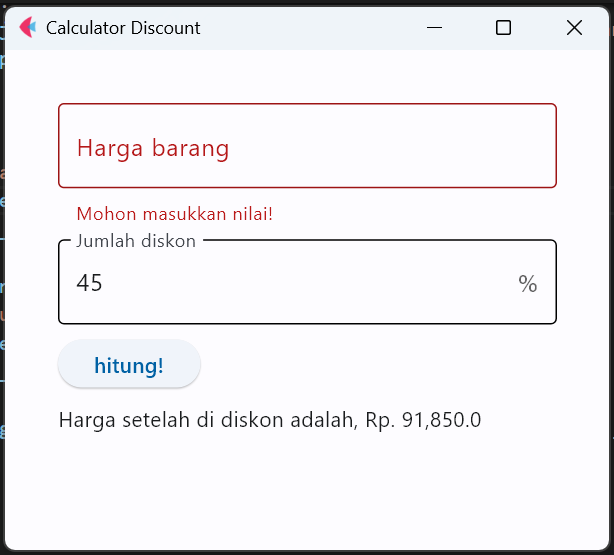 Calculator Discount
Harga barang
Mohon masukkan nilai!
Jumlah diskon
45 %
hitung!
Harga setelah di diskon adalah, Rp. 91,850.0